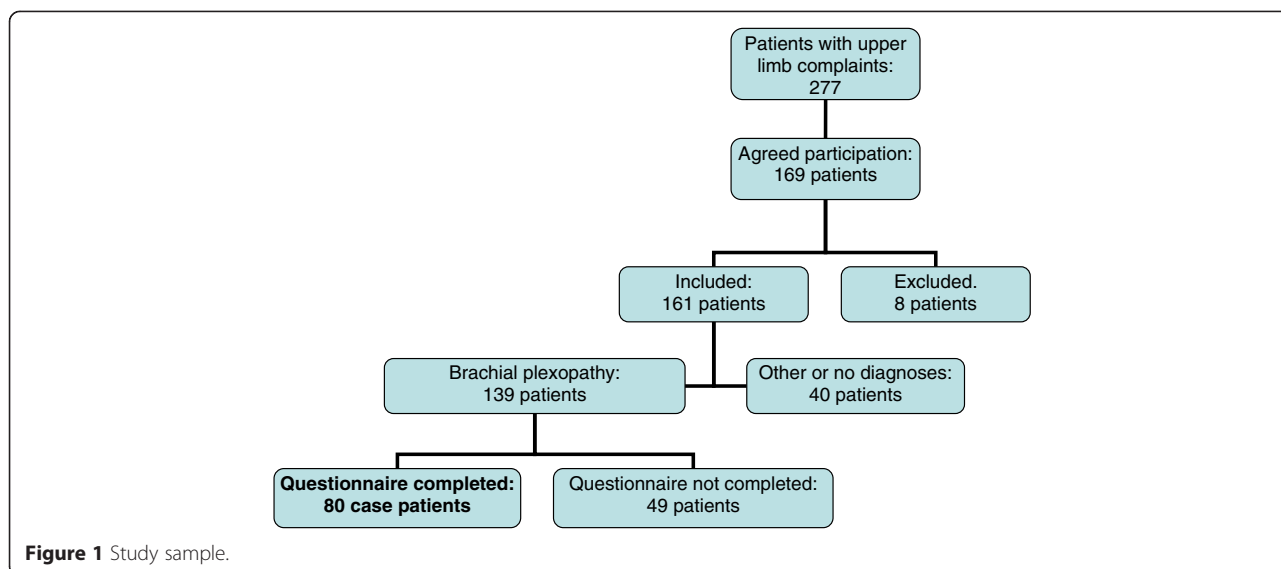 Patients with upper
limb complaints:
277
Agreed participation:
169 patients
Included:
161 patients
Excluded.
8 patients
Brachial plexopathy:
139 patients
Other or no diagnoses:
40 patients
Questionnaire completed:
80 case patients
Questionnaire not completed:
49 patients
Figure 1 Study sample.